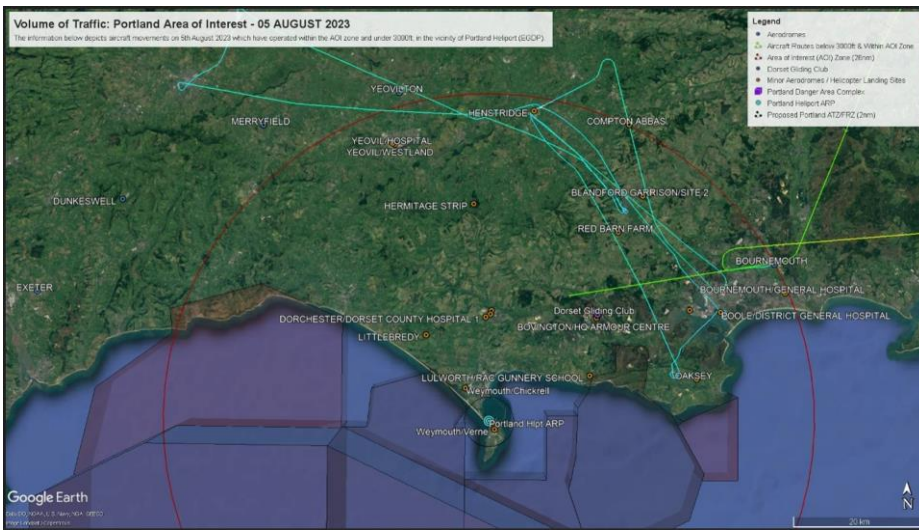 Volume of Traffic: Portland Area of Interest - 05 AUGUST 2023
The information below depicts aircraft movements on 5th August 2023 which have operated within the AOI zone and under 3000ft, in the vicinity of Portland Heliport (EGDP).
Legend
Aerodromes
Aircraft Routes below 3000ft & Within AOI Zone
Area of Interest (AOI) Zone (26nm)
Dorset Gliding Club
Minor Aerodromes / Helicopter Landing Sites
Portland Danger Area Complex
Portland Heliport ARP
Proposed Portland ATZ/FRZ (2nm)
YEOVILTON
HENSTRIDGE
MERRYFIELD
COMPTON ABBAS
YEOVIL/HOSPITAL
YEOVIL/WESTLAND
DUNKESWELL
BLANDFORD GARRISON/SITE 2
HERMITAGE STRIP
RED BARN FARM
BOURNEMOUTH
EXETER
BOURNEMOUTH GENERAL HOSPITAL
Dorset Gliding Club
DORCHESTER/DORSET COUNTY HOSPITAL 1
POOLE/DISTRICT GENERAL HOSPITAL
BOVINGTON HQ ARMOUR CENTRE
LITTLEBREDY
LULWORTH/RAC GUNNERY SCHOOL
OAKSEY
Weymouth/Chickrell
Portland Hlpt ARP
Weymouth/Verne
Google Earth
N
20 km